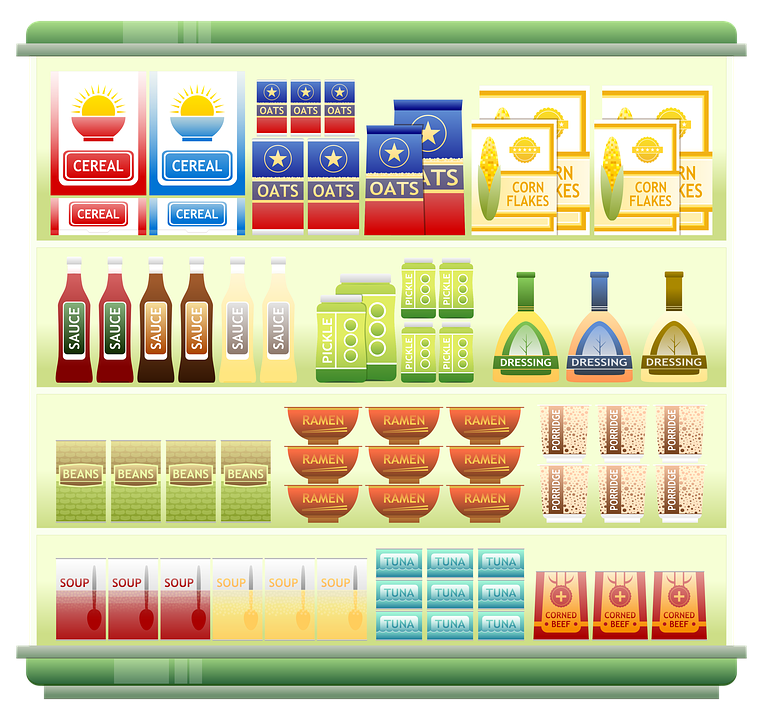 OATS OATS OATS
CEREAL CEREAL
OATS OATS OATS OATS
CORN
FLAKES
KES
CORN
FLAKES
KES
CEREAL CEREAL
SAUCE SAUCE SAUCE SAUCE SAUCE SAUCE
PICKLE
PICKLE PICKLE
PICKLE PICKLE
DRESSING DRESSING DRESSING
BEANS BEANS BEANS BEANS
RAMEN RAMEN RAMEN
RAMEN RAMEN RAMEN
RAMEN RAMEN RAMEN
PORRIDGE PORRIDGE PORRIDGE
PORRIDGE PORRIDGE PORRIDGE
SOUP SOUP SOUP SOUP SOUP SOUP
TUNA TUNA TUNA
TUNA TUNA TUNA
TUNA TUNA TUNA
CORNED
BEEF
CORNED
BEEF
CORNED
BEEF